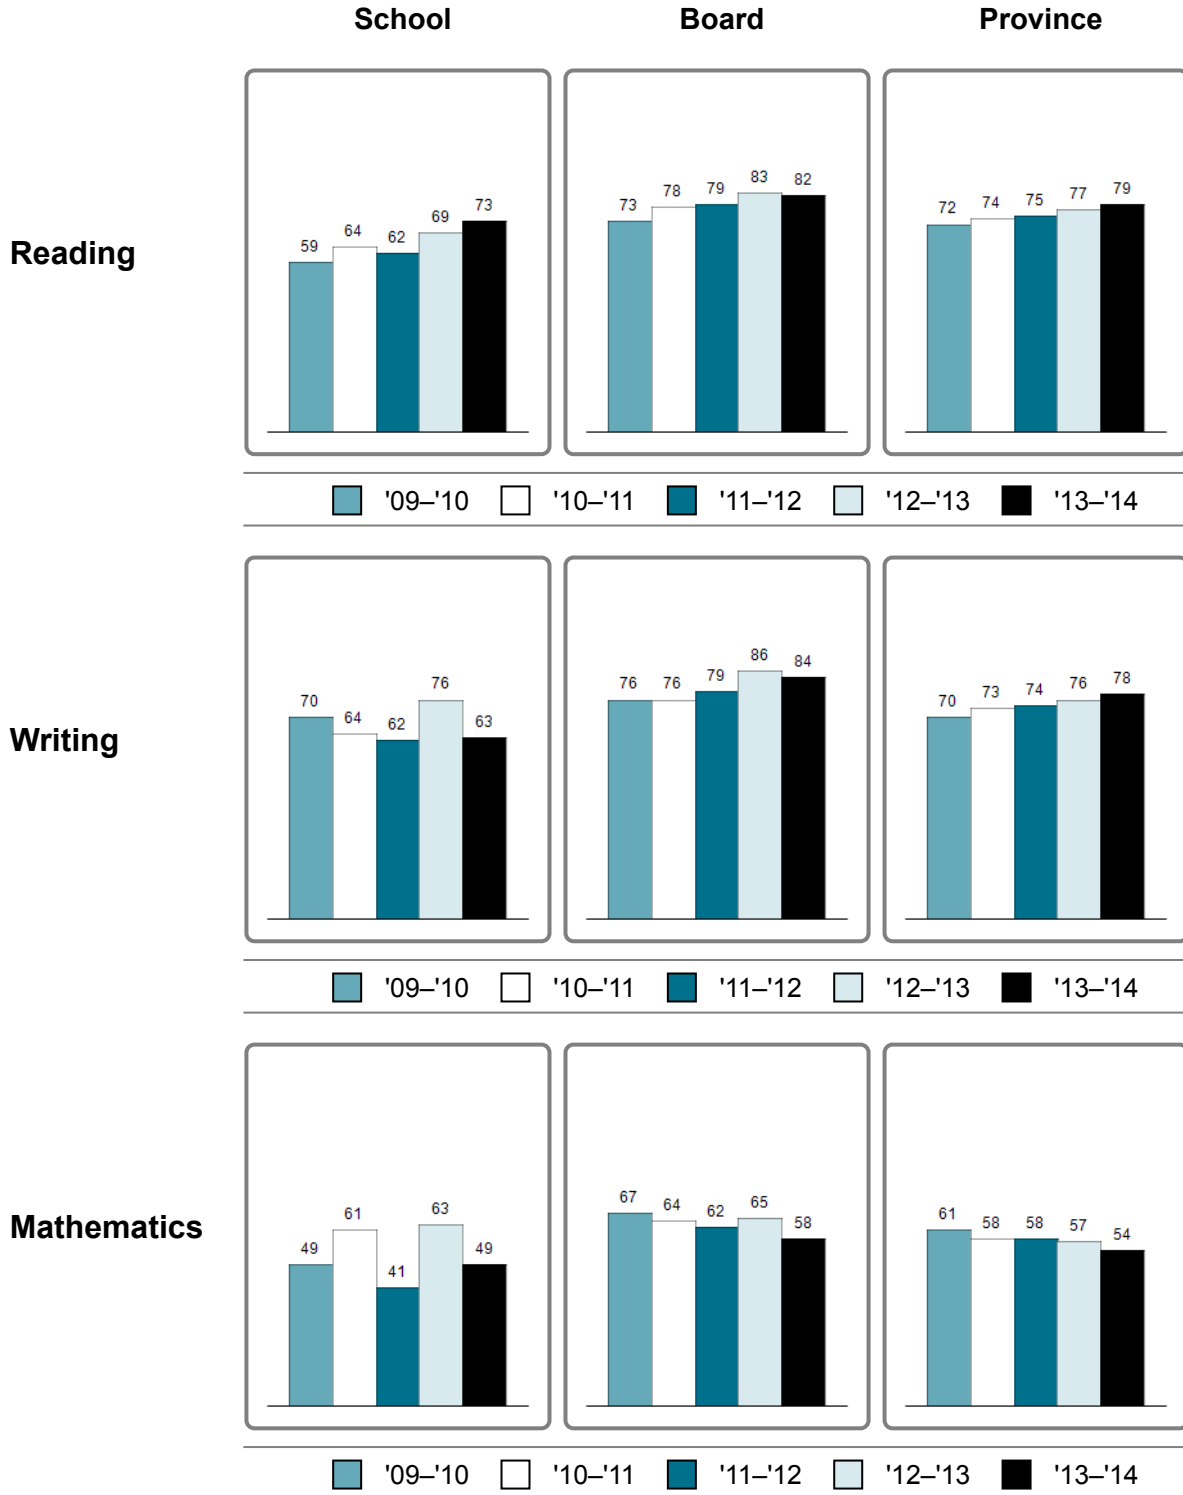 School Board Province
Reading
59 64 62 69 73
73 78 79 83 82
72 74 75 77 79
'09–'10 '10–'11 '11–'12 '12–'13 '13–'14
Writing
70 64 62 76 63
76 76 79 86 84
70 73 74 76 78
'09–'10 '10–'11 '11–'12 '12–'13 '13–'14
Mathematics
49 61 41 63 49
67 64 62 65 58
61 58 58 57 54
'09–'10 '10–'11 '11–'12 '12–'13 '13–'14